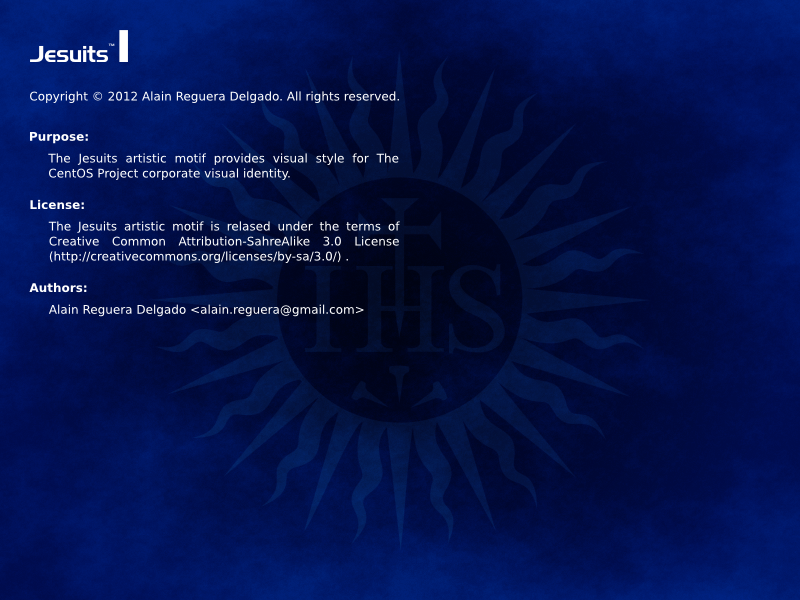 Jesuits™ 1
Copyright © 2012 Alain Reguera Delgado. All rights reserved.
Purpose:
The Jesuits artistic motif provides visual style for The
CentOS Project corporate visual identity.
License:
The Jesuits artistic motif is relased under the terms of
Creative Common Attribution-SahreAlike 3.0 License
(http://creativecommons.org/licenses/by-sa/3.0/) .
Authors:
Alain Reguera Delgado <alain.reguera@gmail.com>
IHS